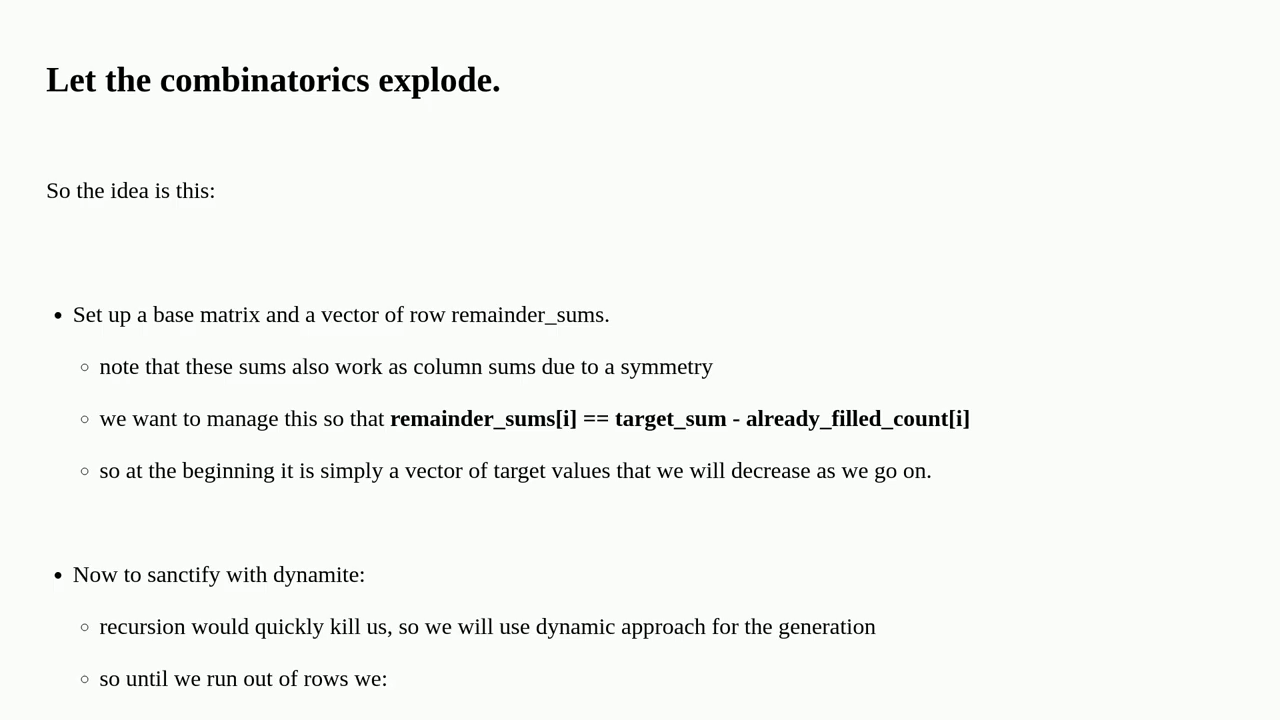 Let the combinatorics explode.
So the idea is this:
• Set up a base matrix and a vector of row remainder_sums.
◦ note that these sums also work as column sums due to a symmetry
◦ we want to manage this so that remainder_sums[i] == target_sum - already_filled_count[i]
◦ so at the beginning it is simply a vector of target values that we will decrease as we go on.
• Now to sanctify with dynamite:
◦ recursion would quickly kill us, so we will use dynamic approach for the generation
◦ so until we run out of rows we: